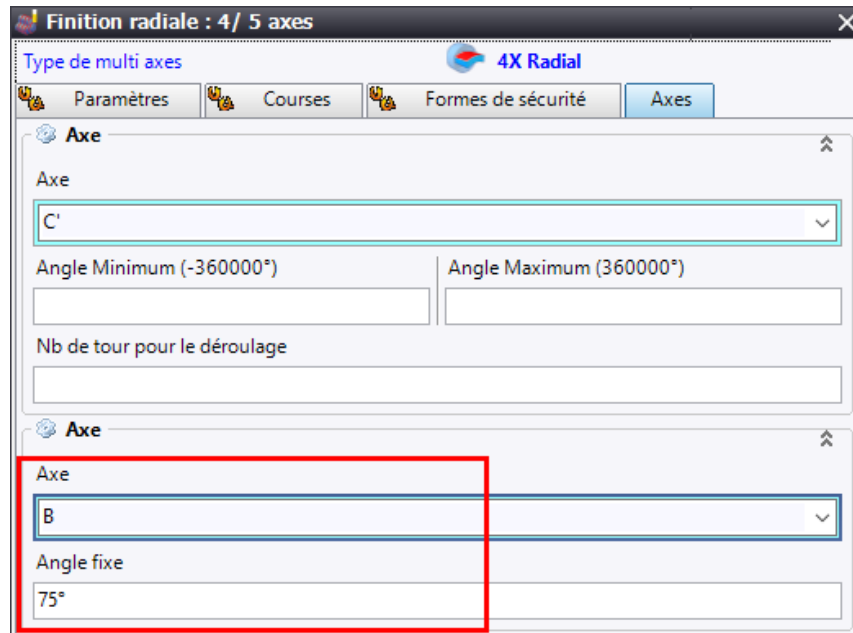 Finition radiale : 4/ 5 axes
Type de multi axes 4X Radial
Paramètres Courses Formes de sécurité Axes
Axe
Axe
C'
Angle Minimum (-360000°) Angle Maximum (360000°)
Nb de tour pour le déroulage
Axe
Axe
B
Angle fixe
75°